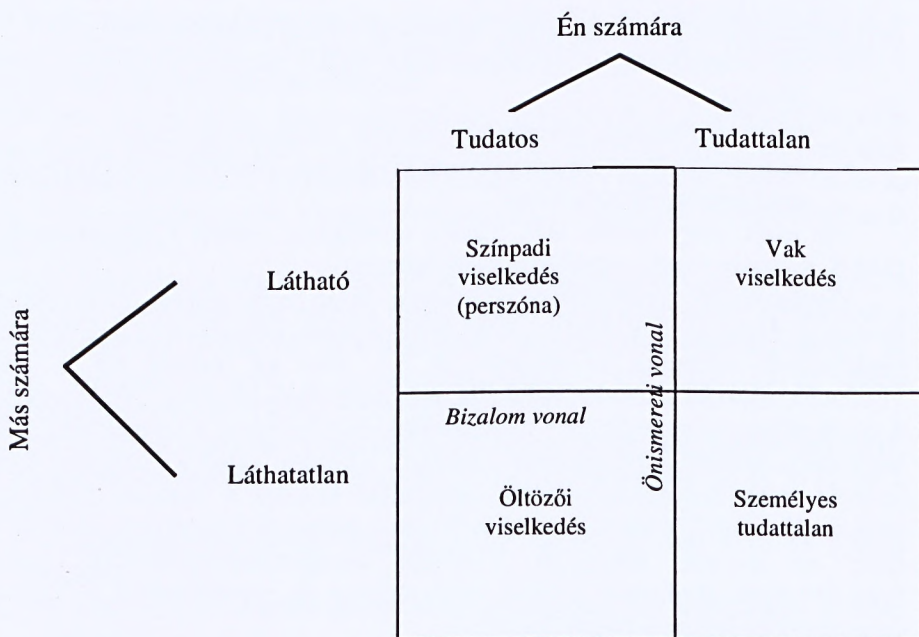 Én számára
Tudatos
Tudattalan
Más számára
Látható
Színpadi
viselkedés
(perszóna)
Vak
viselkedés
Önismereti vonal
Bizalom vonal
Láthatatlan
Öltözői
viselkedés
Személyes
tudattalan